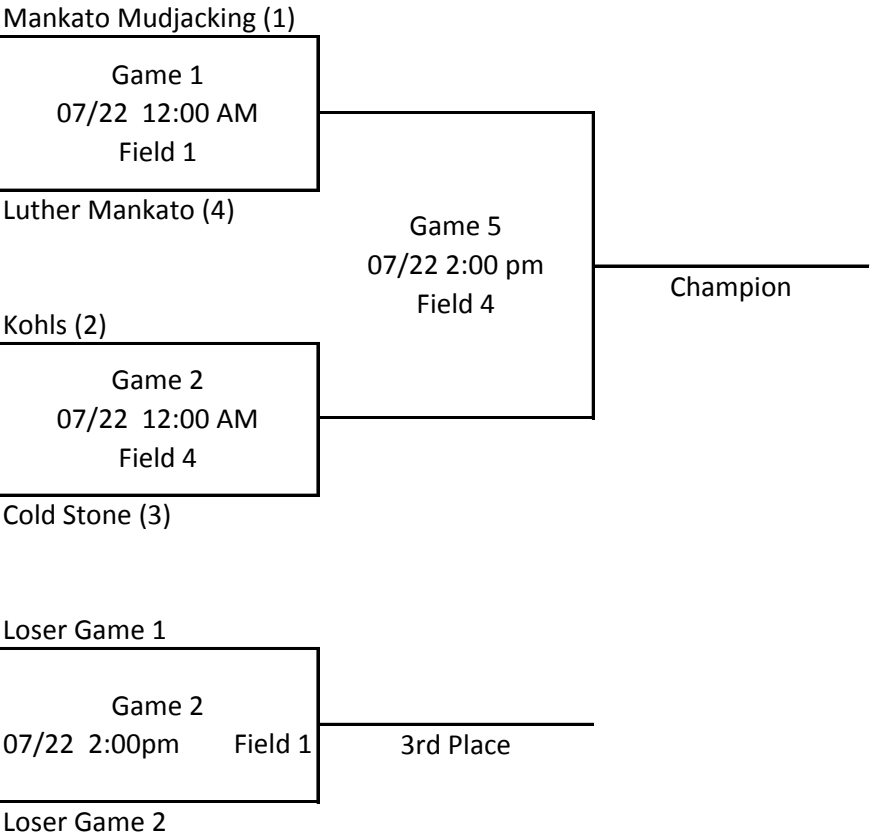 Mankato Mudjacking (1)
Game 1
07/22  12:00 AM
Field 1
Luther Mankato (4)
Game 5
07/22 2:00 pm
Field 4
Champion
Kohls (2)
Game 2
07/22  12:00 AM
Field 4
Cold Stone (3)
Loser Game 1
Game 2
07/22  2:00pm Field 1
3rd Place
Loser Game 2